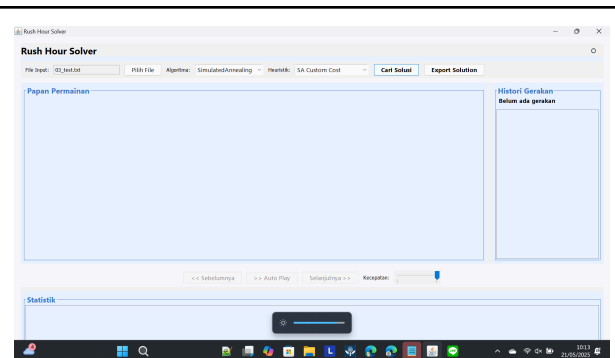 Rush Hour Solver
Rush Hour Solver
File Input: 03_test.txt Pilih File Algoritma: SimulatedAnnealing Heuristik: SA Custom Cost Cari Solusi Export Solution
Papan Permainan
Histori Gerakan
Belum ada gerakan
<< Sebelumnya >> Auto Play Selanjutnya >> Kecepatan:
Statistik
10:13
21/05/2025